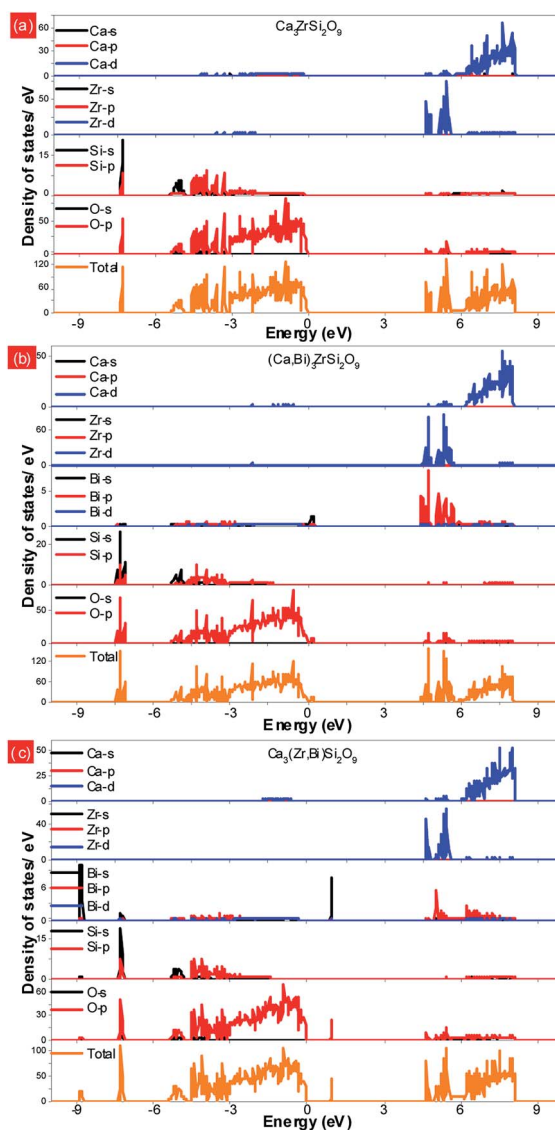 (a)
Ca3ZrSi2O9
Ca-s
Ca-p
Ca-d
60
30
0
Zr-s
Zr-p
Zr-d
50
0
Si-s
Si-p
15
0
O-s
O-p
50
0
Total
120
60
0
Density of states/ eV
-9 -6 -3 0 3 6 9
Energy (eV)
(b)
(Ca,Bi)3ZrSi2O9
Ca-s
Ca-p
Ca-d
50
0
Zr-s
Zr-p
Zr-d
60
0
Bi-s
Bi-p
Bi-d
5
0
Si-s
Si-p
20
0
O-s
O-p
50
0
Total
120
60
0
Density of states/ eV
-9 -6 -3 0 3 6 9
Energy (eV)
(c)
Ca3(Zr,Bi)Si2O9
Ca-s
Ca-p
Ca-d
50
25
0
Zr-s
Zr-p
Zr-d
50
0
Bi-s
Bi-p
Bi-d
6
0
Si-s
Si-p
15
0
O-s
O-p
60
30
0
Total
100
50
0
Density of states/ eV
-9 -6 -3 0 3 6 9
Energy (eV)